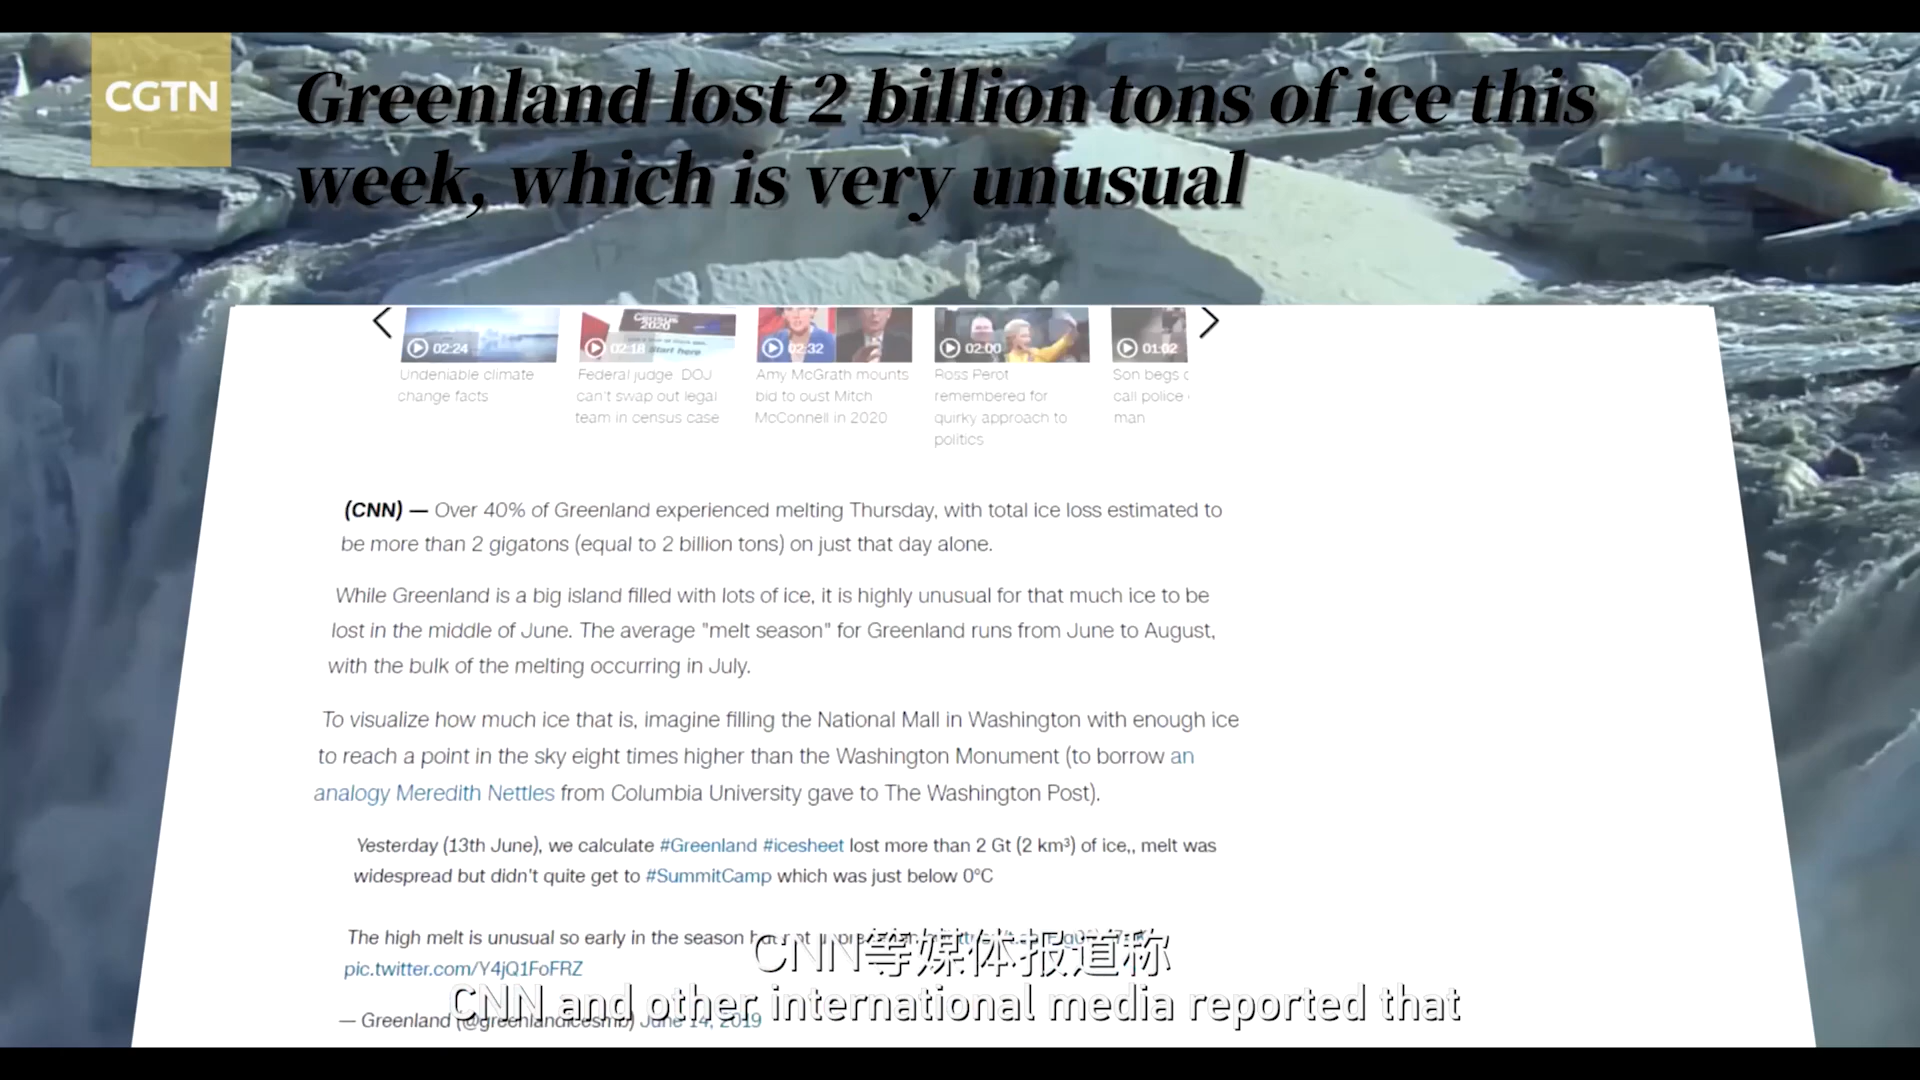 CGTN
Greenland lost 2 billion tons of ice this
week, which is very unusual
02:24
02:18
02:32
02:00
01:02
CENSUS
2020
Start here
Undeniable climate
change facts
Federal judge DOJ
can't swap out legal
team in census case
Amy McGrath mounts
bid to oust Mitch
McConnell in 2020
Ross Perot
remembered for
quirky approach to
politics
Son begs
call police
man
(CNN) — Over 40% of Greenland experienced melting Thursday, with total ice loss estimated to
be more than 2 gigatons (equal to 2 billion tons) on just that day alone.
While Greenland is a big island filled with lots of ice, it is highly unusual for that much ice to be
lost in the middle of June. The average "melt season" for Greenland runs from June to August,
with the bulk of the melting occurring in July.
To visualize how much ice that is, imagine filling the National Mall in Washington with enough ice
to reach a point in the sky eight times higher than the Washington Monument (to borrow an
analogy Meredith Nettles from Columbia University gave to The Washington Post).
Yesterday (13th June), we calculate #Greenland #icesheet lost more than 2 Gt (2 km³) of ice,, melt was
widespread but didn't quite get to #SummitCamp which was just below 0°C
The high melt is unusual so early in the season
pic.twitter.com/Y4jQ1FoFRZ
— Greenland (@greenlandicesmb) June 14, 2019
CNN等媒体报道称
CNN and other international media reported that